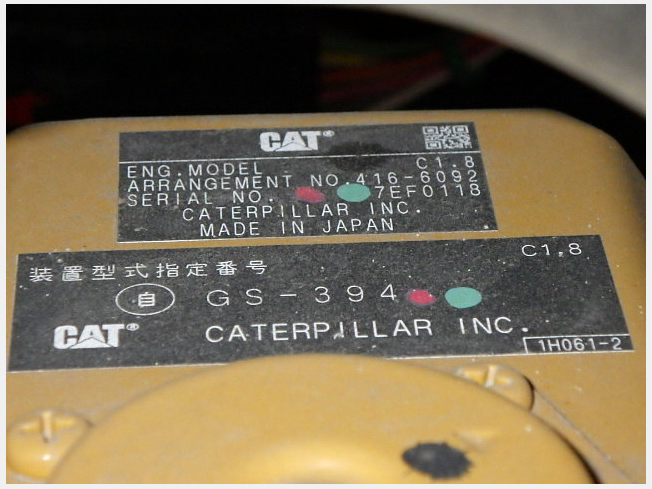 CAT®
ENG.MODEL C1.8
ARRANGEMENT NO.416-6092
SERIAL NO. 7EF0118
CATERPILLAR INC.
MADE IN JAPAN
C1.8
装置型式指定番号
自 GS-394
CAT® CATERPILLAR INC.
1H061-2